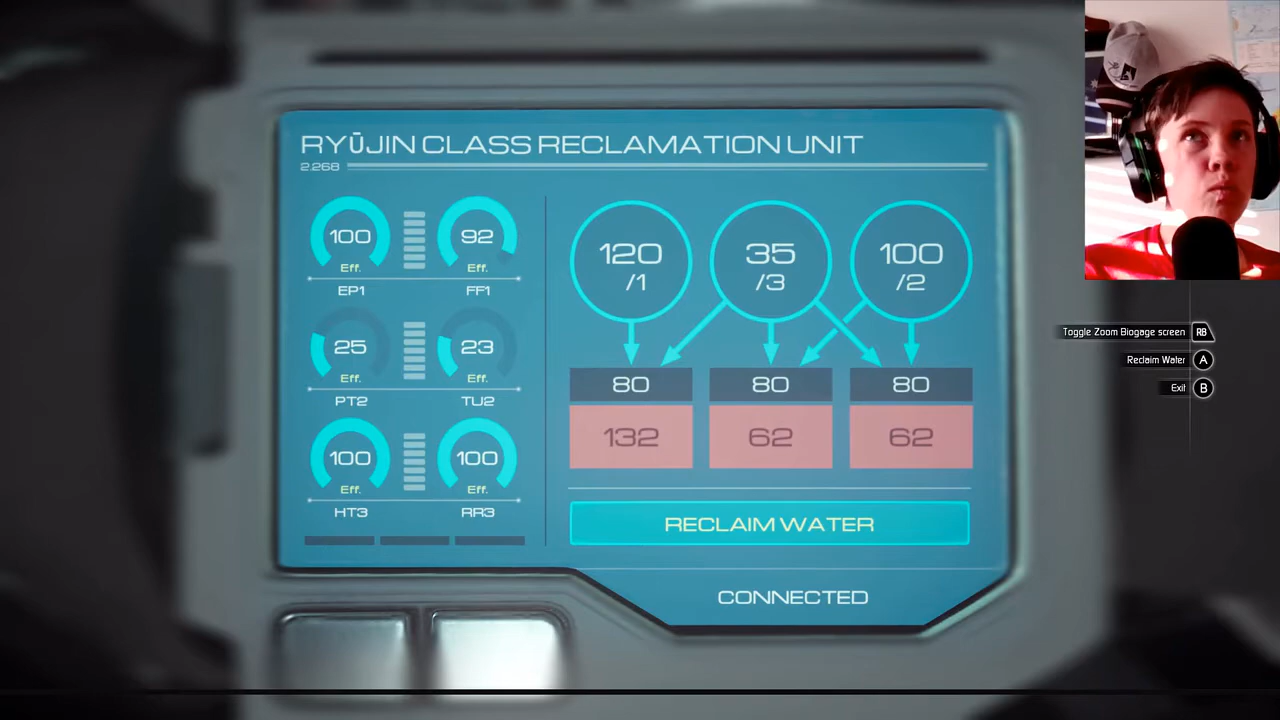 RYŪJIN CLASS RECLAMATION UNIT
2.268
100
Eff.
EP1
92
Eff.
FF1
25
Eff.
PT2
23
Eff.
TU2
100
Eff.
HT3
100
Eff.
RR3
120
/1
35
/3
100
/2
80
80
80
132
62
62
RECLAIM WATER
CONNECTED
Toggle Zoom Biogage screen RB
Reclaim Water A
Exit B